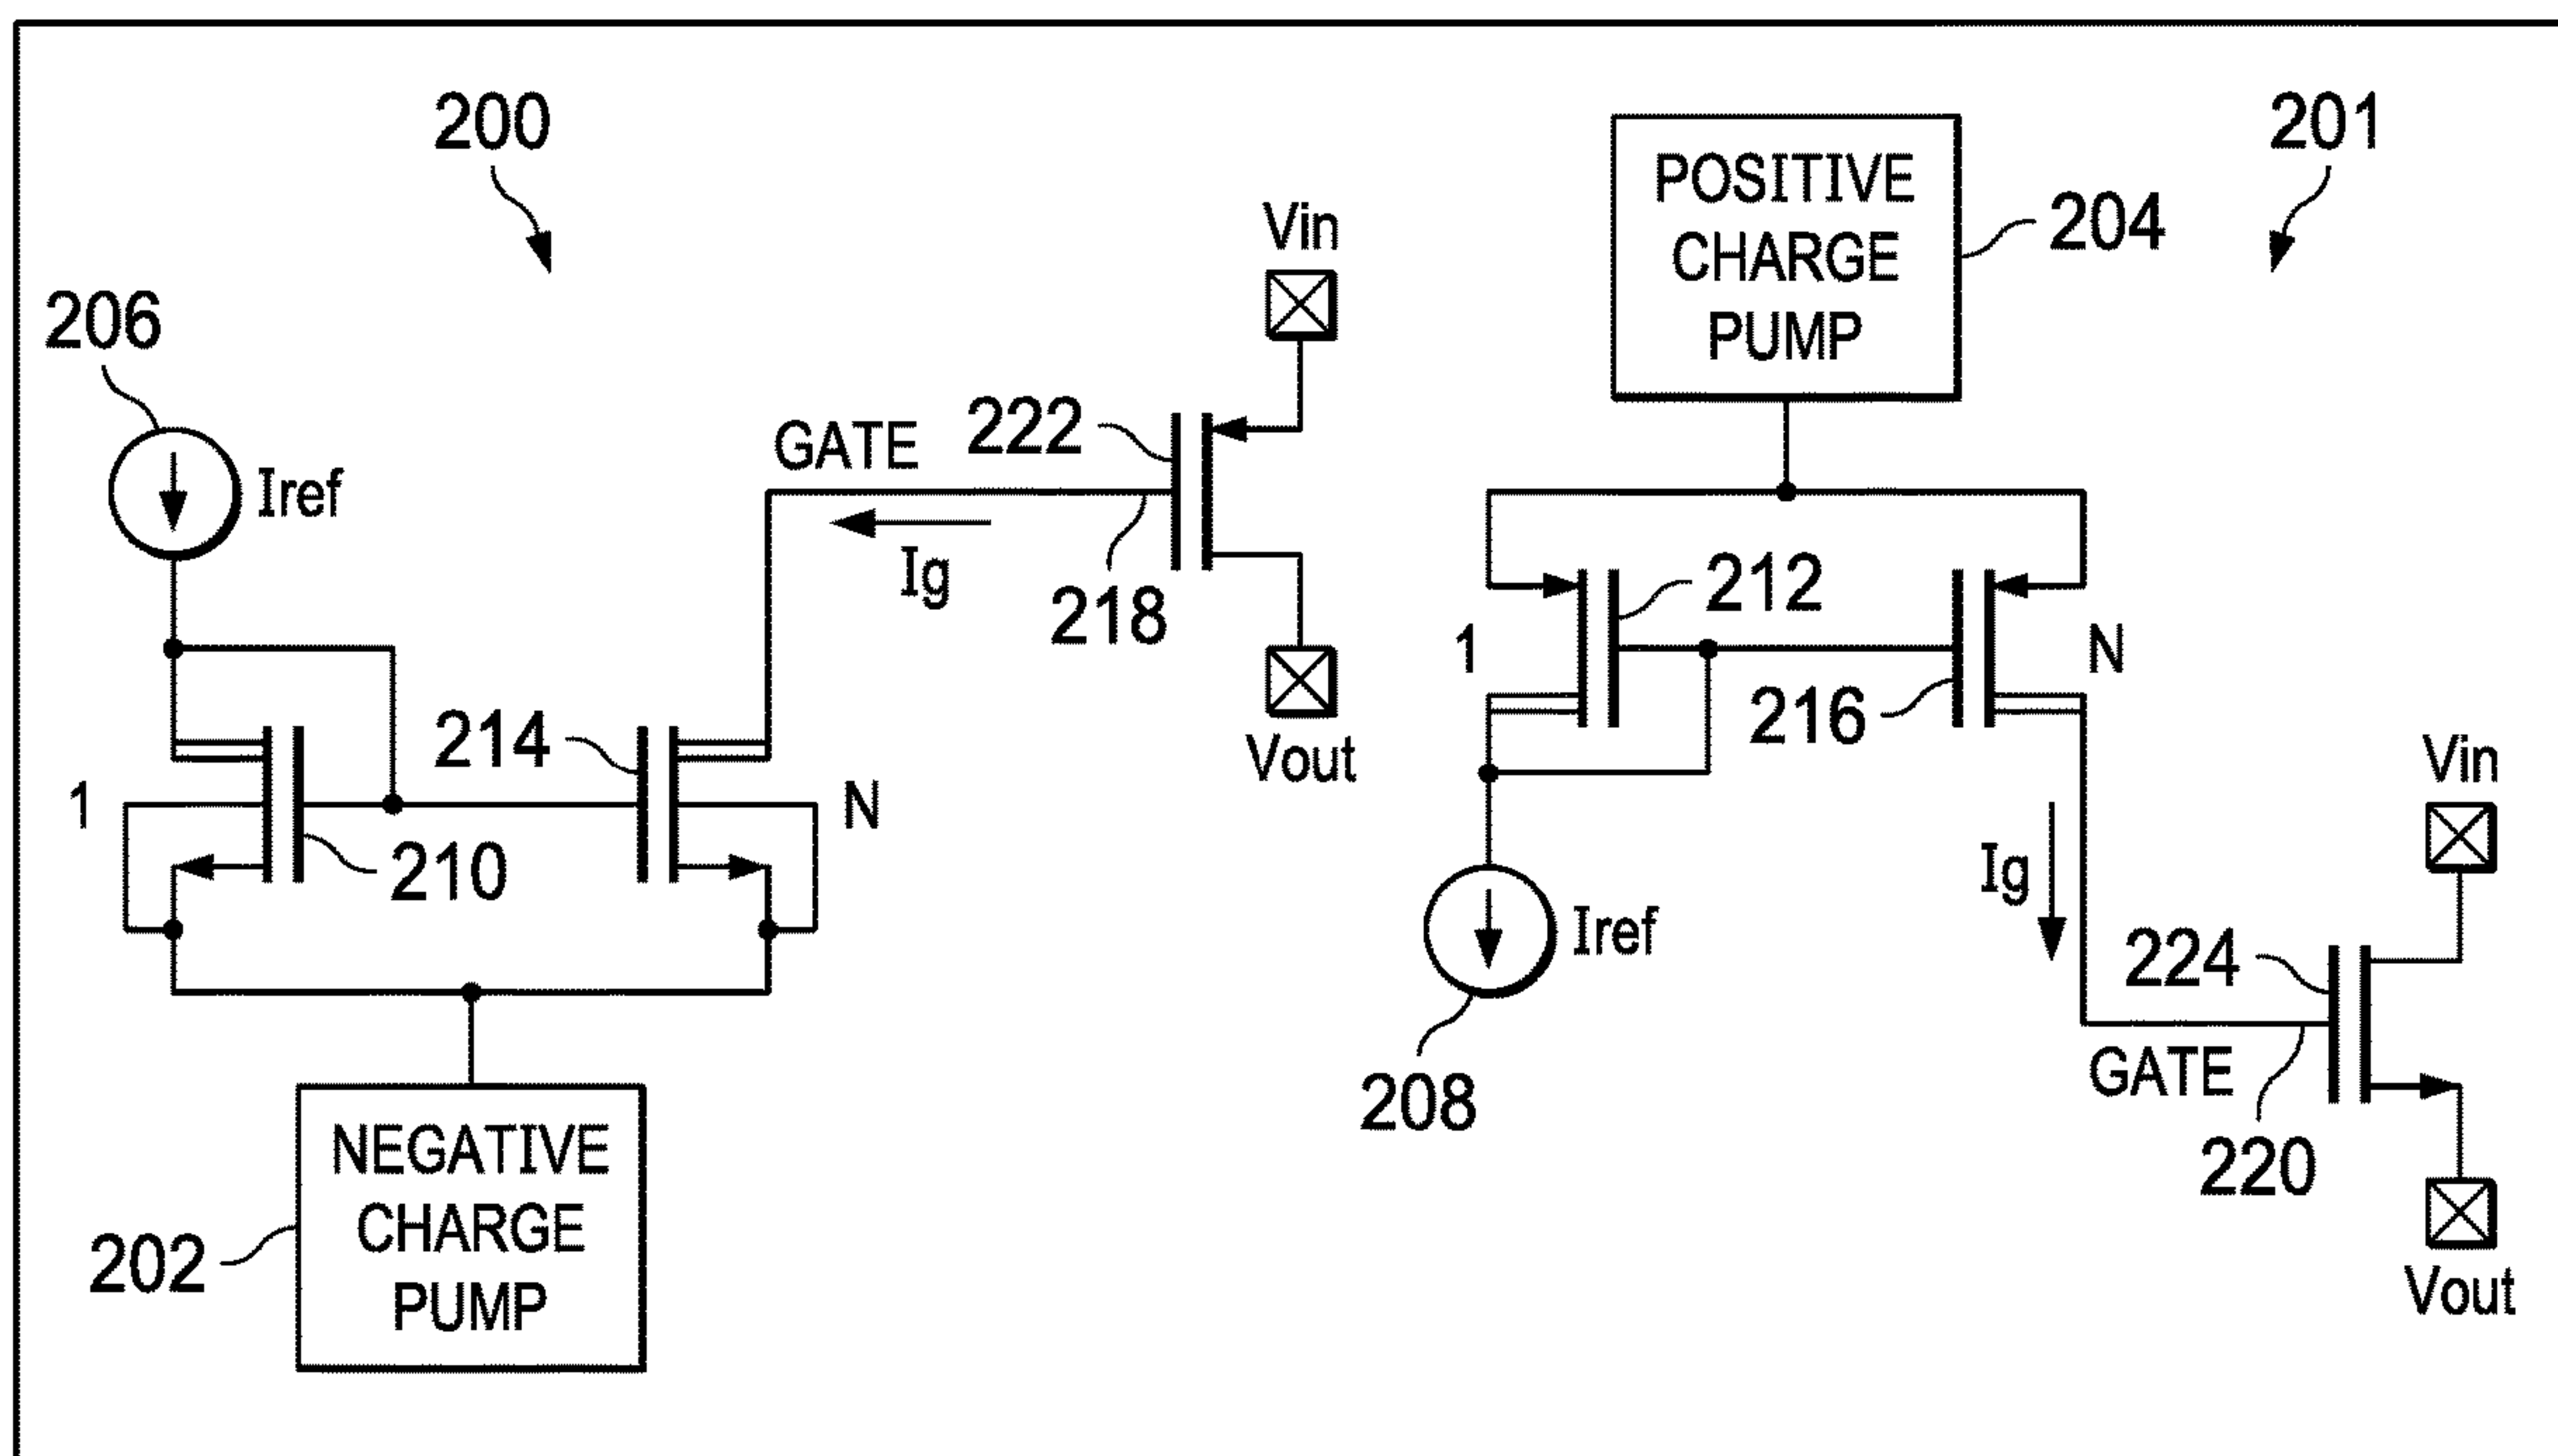 200
201
POSITIVE
CHARGE
PUMP
204
Vin
206
Iref
GATE
222
Ig
218
Vout
212
1
N
216
214
1
N
210
Vin
Ig
Iref
224
208
GATE
220
Vout
NEGATIVE
CHARGE
PUMP
202